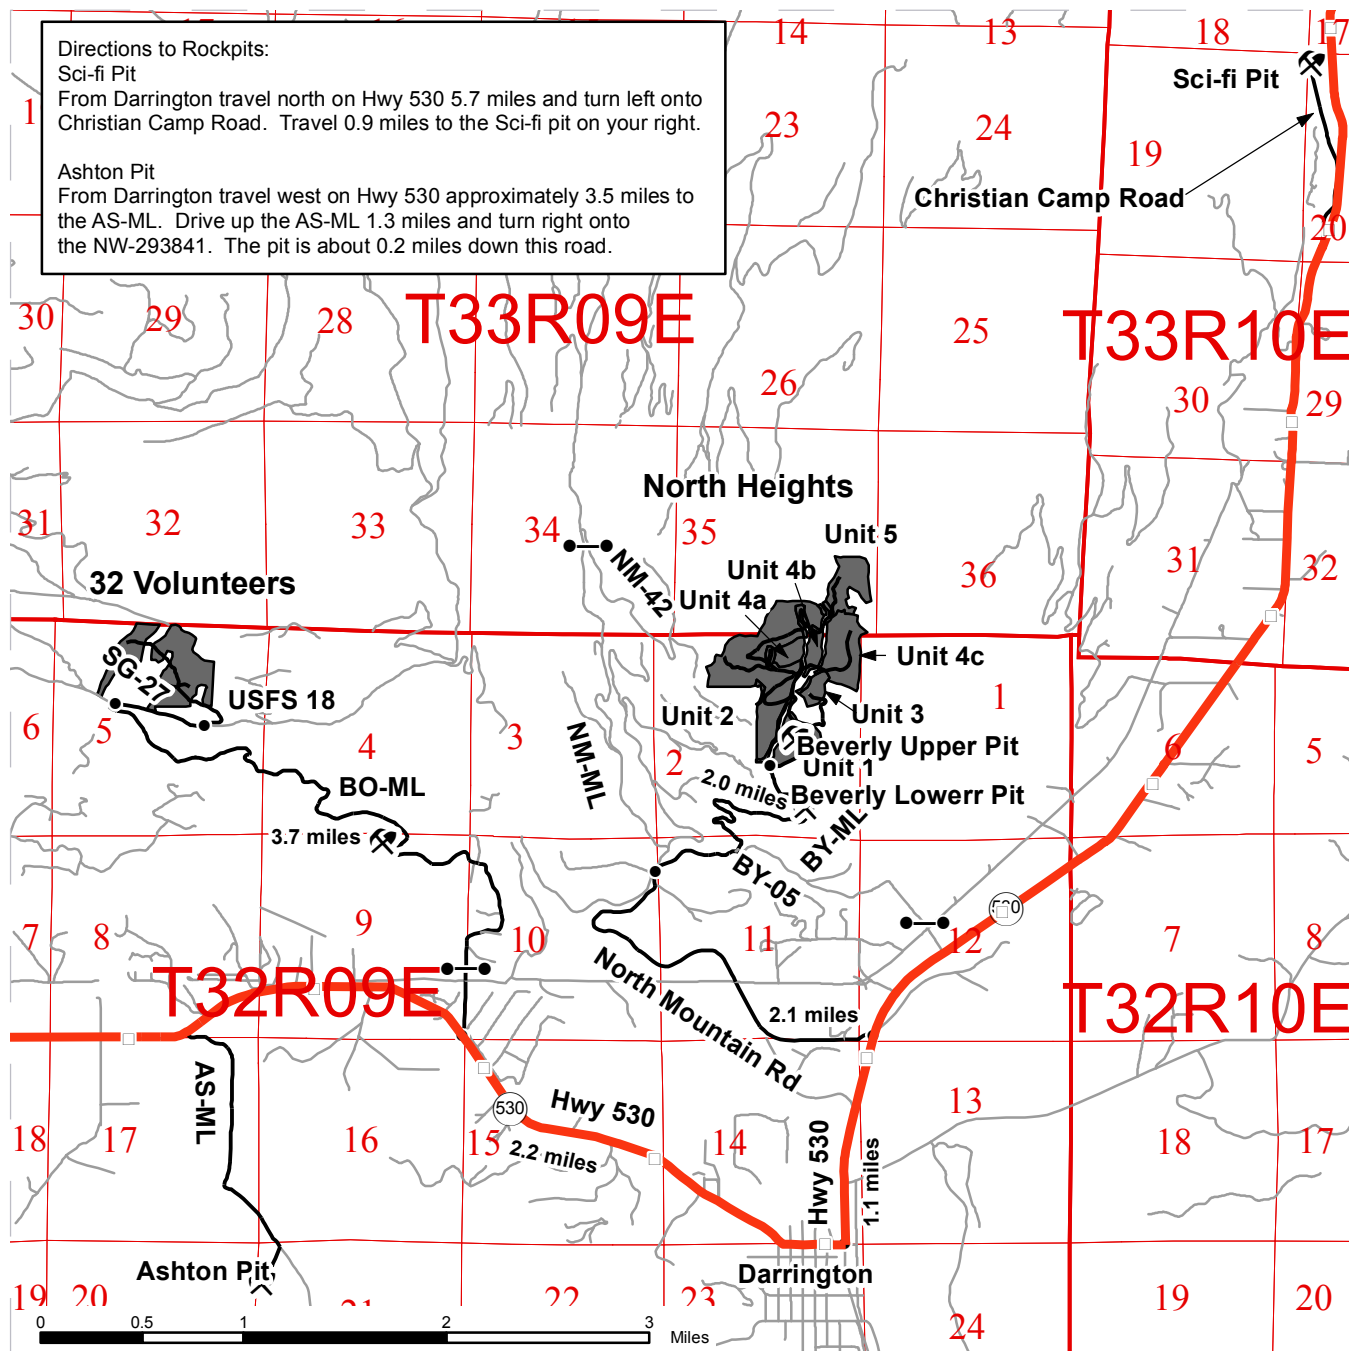 Directions to Rockpits:
Sci-fi Pit
From Darrington travel north on Hwy 530 5.7 miles and turn left onto
Christian Camp Road.  Travel 0.9 miles to the Sci-fi pit on your right.
Ashton Pit
From Darrington travel west on Hwy 530 approximately 3.5 miles to
the AS-ML.  Drive up the AS-ML 1.3 miles and turn right onto
the NW-293841.  The pit is about 0.2 miles down this road.
14
13
18
17
Sci-fi Pit
23
24
19
Christian Camp Road
20
30
29
28
T33R09E
25
T33R10E
26
30
29
North Heights
31
32
33
34
35
36
31
32
Unit 5
Unit 4b
NM-42
Unit 4a
32 Volunteers
Unit 4c
SG-27
USFS 18
Unit 2
Unit 3
1
6
5
4
3
2
6
5
NM-ML
Beverly Upper Pit
Unit 1
2.0 miles
Beverly Lowerr Pit
BO-ML
3.7 miles
BY-ML
BY-05
7
8
9
10
11
12
7
8
530
T32R09E
North Mountain Rd
2.1 miles
T32R10E
AS-ML
530
Hwy 530
2.2 miles
Hwy 530
1.1 miles
18
17
16
15
14
13
18
17
Ashton Pit
Darrington
19
20
21
22
23
24
19
20
0
0.5
1
2
3
Miles